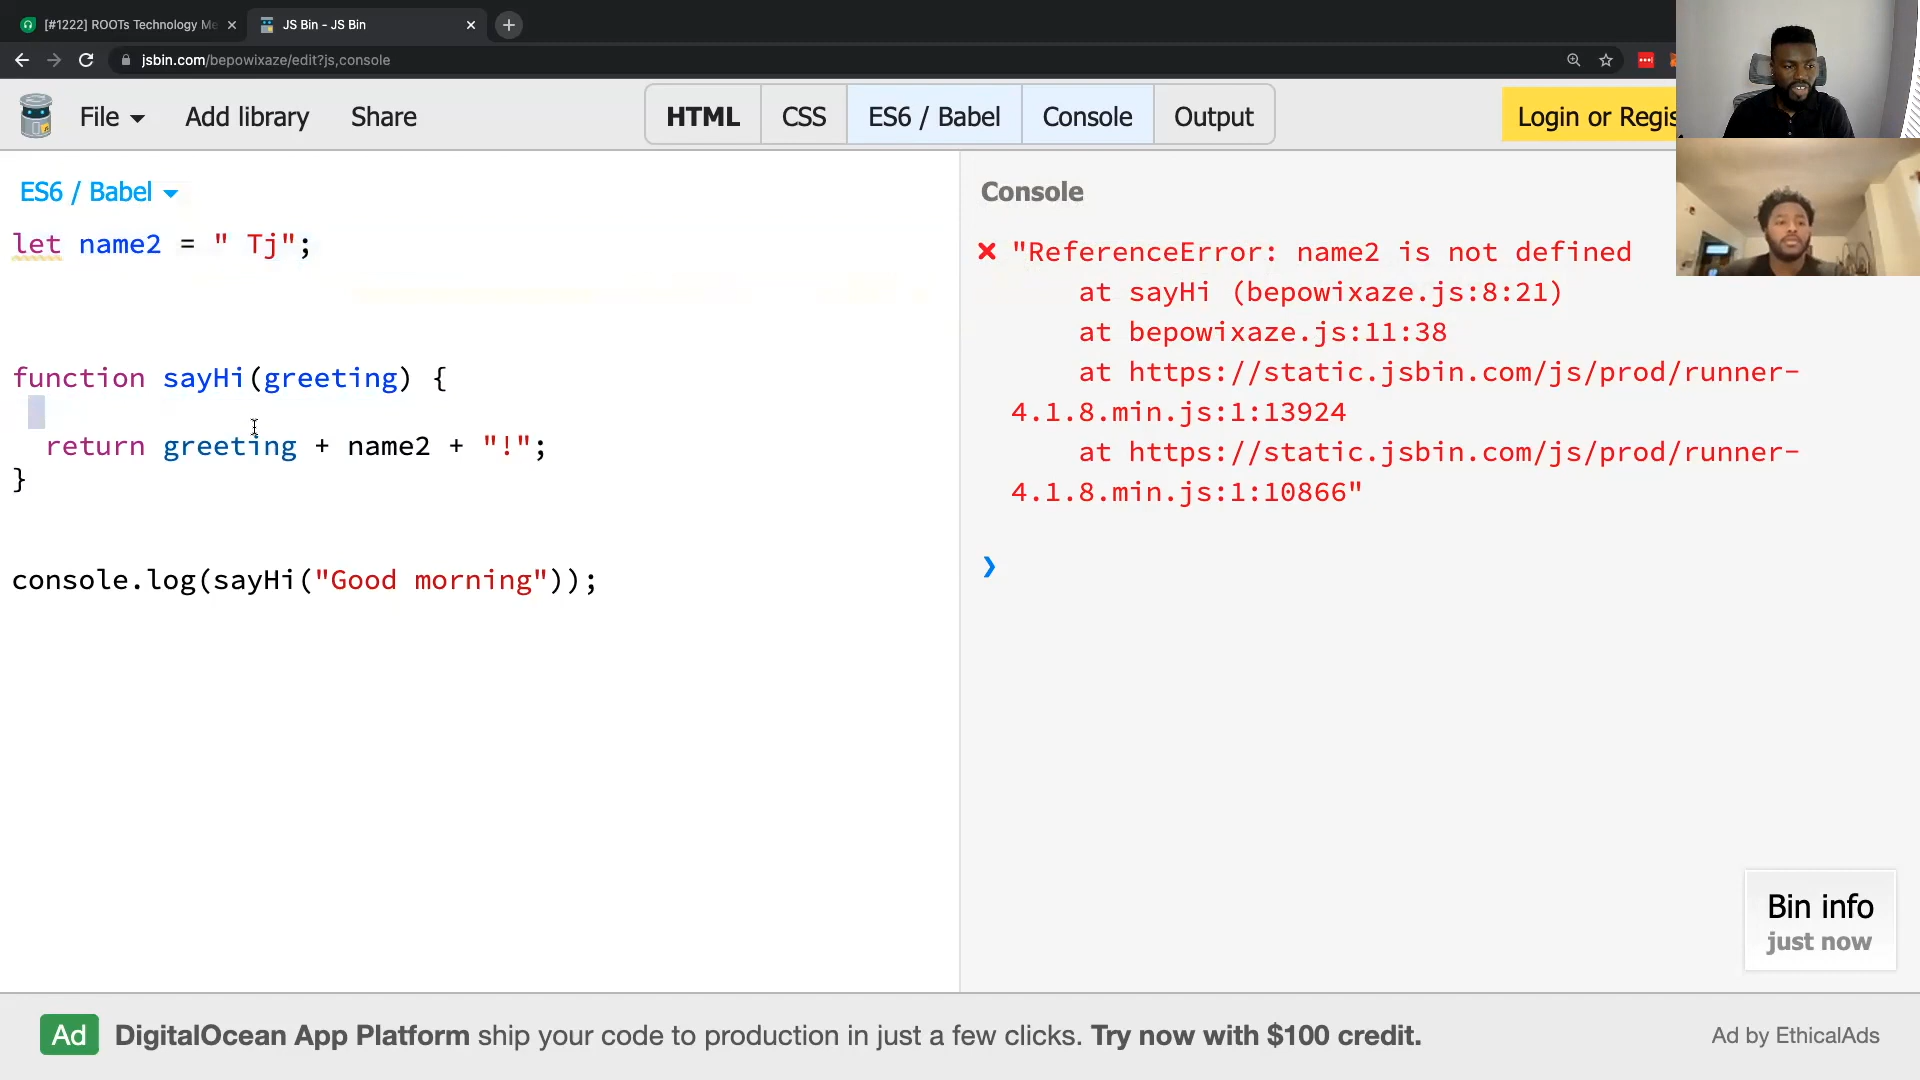 [#1222] ROOTs Technology Me
JS Bin - JS Bin
jsbin.com/bepowixaze/edit?js,console
File
Add library
Share
HTML
CSS
ES6 / Babel
Console
Output
Login or Regis
ES6 / Babel
let name2 = " Tj";
function sayHi(greeting) {
return greeting + name2 + "!";
}
console.log(sayHi("Good morning"));
Console
"ReferenceError: name2 is not defined
at sayHi (bepowixaze.js:8:21)
at bepowixaze.js:11:38
at https://static.jsbin.com/js/prod/runner-
4.1.8.min.js:1:13924
at https://static.jsbin.com/js/prod/runner-
4.1.8.min.js:1:10866"
Bin info
just now
Ad
DigitalOcean App Platform ship your code to production in just a few clicks. Try now with $100 credit.
Ad by EthicalAds